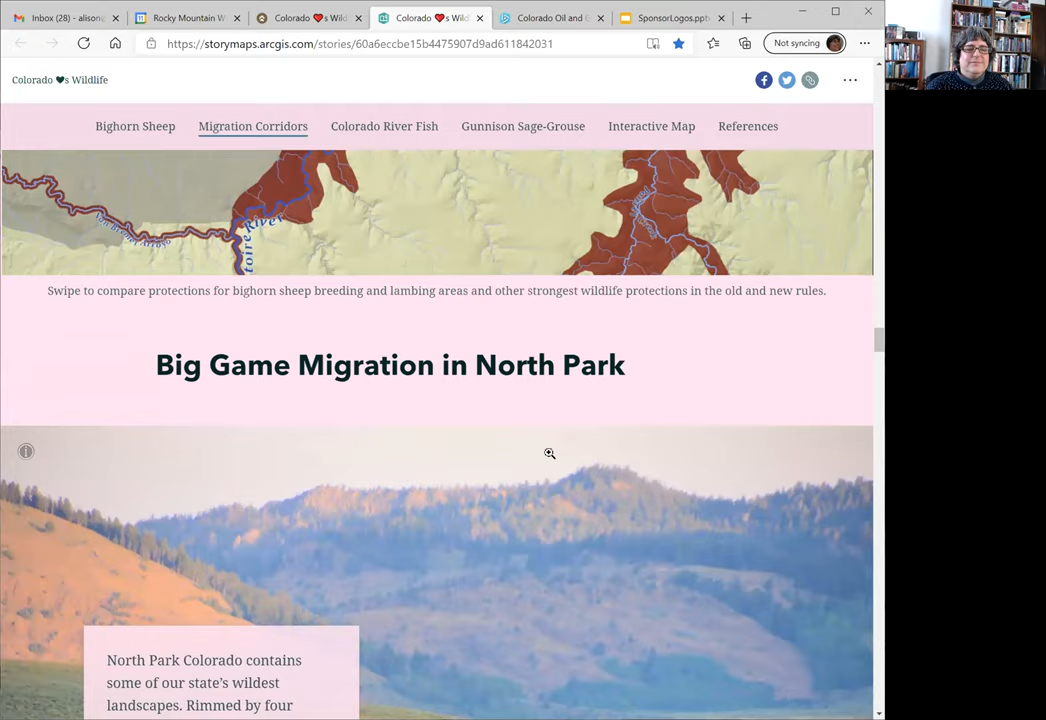 Inbox (28) - alison
Rocky Mountain W
Colorado ❤️s Wild
Colorado ❤️s Wild
Colorado Oil and G
SponsorLogos.pptx
https://storymaps.arcgis.com/stories/60a6eccbe15b4475907d9ad611842031
Not syncing
Colorado ❤s Wildlife
Bighorn Sheep
Migration Corridors
Colorado River Fish
Gunnison Sage-Grouse
Interactive Map
References
toire River
Swipe to compare protections for bighorn sheep breeding and lambing areas and other strongest wildlife protections in the old and new rules.
Big Game Migration in North Park
North Park Colorado contains
some of our state's wildest
landscapes. Rimmed by four